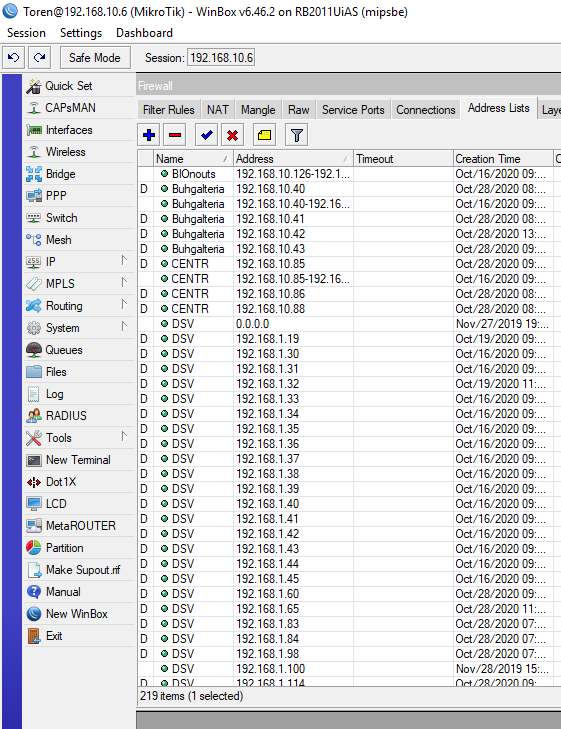 Toren@192.168.10.6 (MikroTik) - WinBox v6.46.2 on RB2011UiAS (mipsbe)
Session Settings Dashboard
Safe Mode Session: 192.168.10.6
Quick Set
CAPsMAN
Interfaces
Wireless
Bridge
PPP
Switch
Mesh
IP
MPLS
Routing
System
Queues
Files
Log
RADIUS
Tools
New Terminal
Dot1X
LCD
MetaROUTER
Partition
Make Supout.rif
Manual
New WinBox
Exit
Firewall
Filter Rules NAT Mangle Raw Service Ports Connections Address Lists Laye
Name Address Timeout Creation Time C
BIOnouts 192.168.10.126-192.1... Oct/16/2020 09:...
D Buhgalteria 192.168.10.40 Oct/28/2020 08:...
Buhgalteria 192.168.10.40-192.16... Oct/16/2020 09:...
D Buhgalteria 192.168.10.41 Oct/28/2020 08:...
D Buhgalteria 192.168.10.42 Oct/28/2020 13:...
D Buhgalteria 192.168.10.43 Oct/28/2020 09:...
D CENTR 192.168.10.85 Oct/28/2020 09:...
CENTR 192.168.10.85-192.16... Oct/16/2020 09:...
D CENTR 192.168.10.86 Oct/28/2020 08:...
D CENTR 192.168.10.88 Oct/28/2020 08:...
DSV 0.0.0.0 Nov/27/2019 19:...
D DSV 192.168.1.19 Oct/19/2020 09:...
D DSV 192.168.1.30 Oct/16/2020 09:...
D DSV 192.168.1.31 Oct/16/2020 09:...
D DSV 192.168.1.32 Oct/19/2020 11:...
D DSV 192.168.1.33 Oct/16/2020 09:...
D DSV 192.168.1.34 Oct/16/2020 09:...
D DSV 192.168.1.35 Oct/16/2020 09:...
D DSV 192.168.1.36 Oct/16/2020 09:...
D DSV 192.168.1.37 Oct/16/2020 09:...
D DSV 192.168.1.38 Oct/16/2020 09:...
D DSV 192.168.1.39 Oct/16/2020 09:...
D DSV 192.168.1.40 Oct/16/2020 09:...
D DSV 192.168.1.41 Oct/16/2020 09:...
D DSV 192.168.1.42 Oct/16/2020 09:...
D DSV 192.168.1.43 Oct/16/2020 09:...
D DSV 192.168.1.44 Oct/16/2020 09:...
D DSV 192.168.1.45 Oct/16/2020 09:...
D DSV 192.168.1.60 Oct/28/2020 09:...
D DSV 192.168.1.65 Oct/28/2020 11:...
D DSV 192.168.1.83 Oct/28/2020 07:...
D DSV 192.168.1.84 Oct/28/2020 07:...
D DSV 192.168.1.98 Oct/28/2020 07:...
DSV 192.168.1.100 Nov/28/2019 15:...
D DSV 192.168.1.114 Oct/28/2020 09:...
219 items (1 selected)